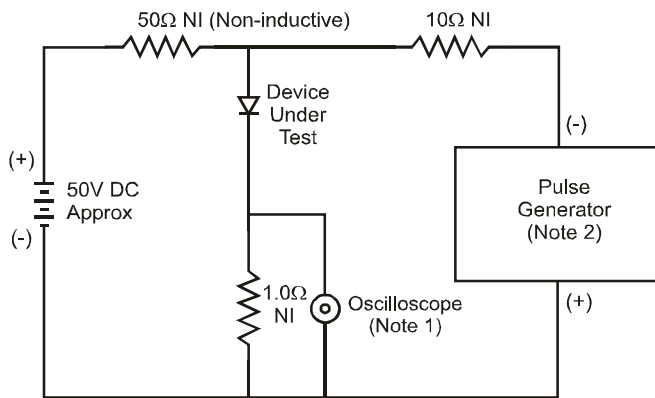 50Ω NI (Non-inductive)
10Ω NI
Device
Under
Test
(+)
50V DC
Approx
(-)
(-)
Pulse
Generator
(Note 2)
(+)
1.0Ω
NI
Oscilloscope
(Note 1)